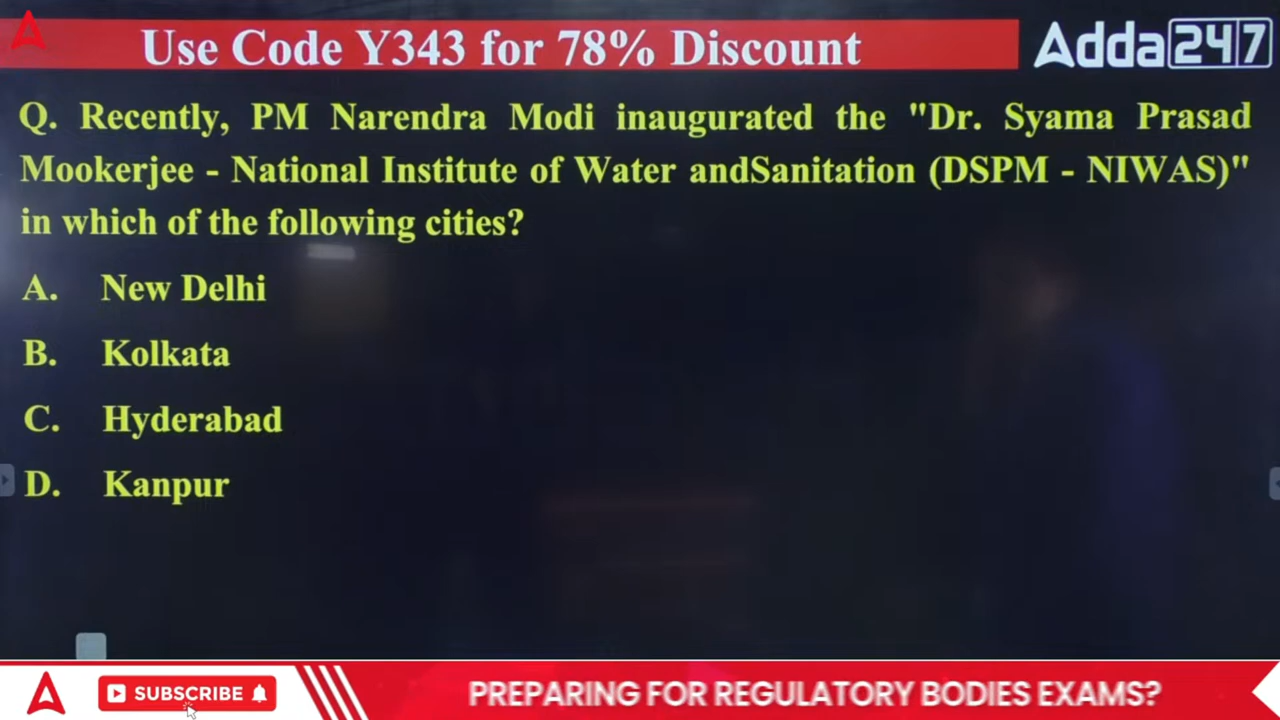 Use Code Y343 for 78% Discount
Adda247
Q. Recently, PM Narendra Modi inaugurated the "Dr. Syama Prasad
Mookerjee - National Institute of Water andSanitation (DSPM - NIWAS)"
in which of the following cities?
A. New Delhi
B. Kolkata
C. Hyderabad
D. Kanpur
SUBSCRIBE
PREPARING FOR REGULATORY BODIES EXAMS?